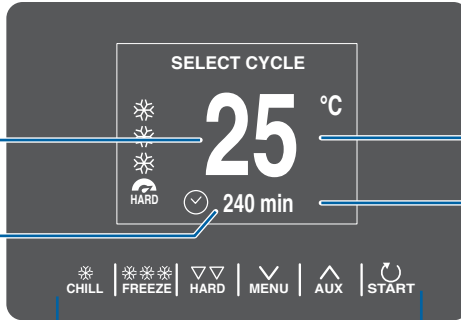 SELECT CYCLE
25 °C
HARD
240 min
CHILL FREEZE HARD MENU AUX START